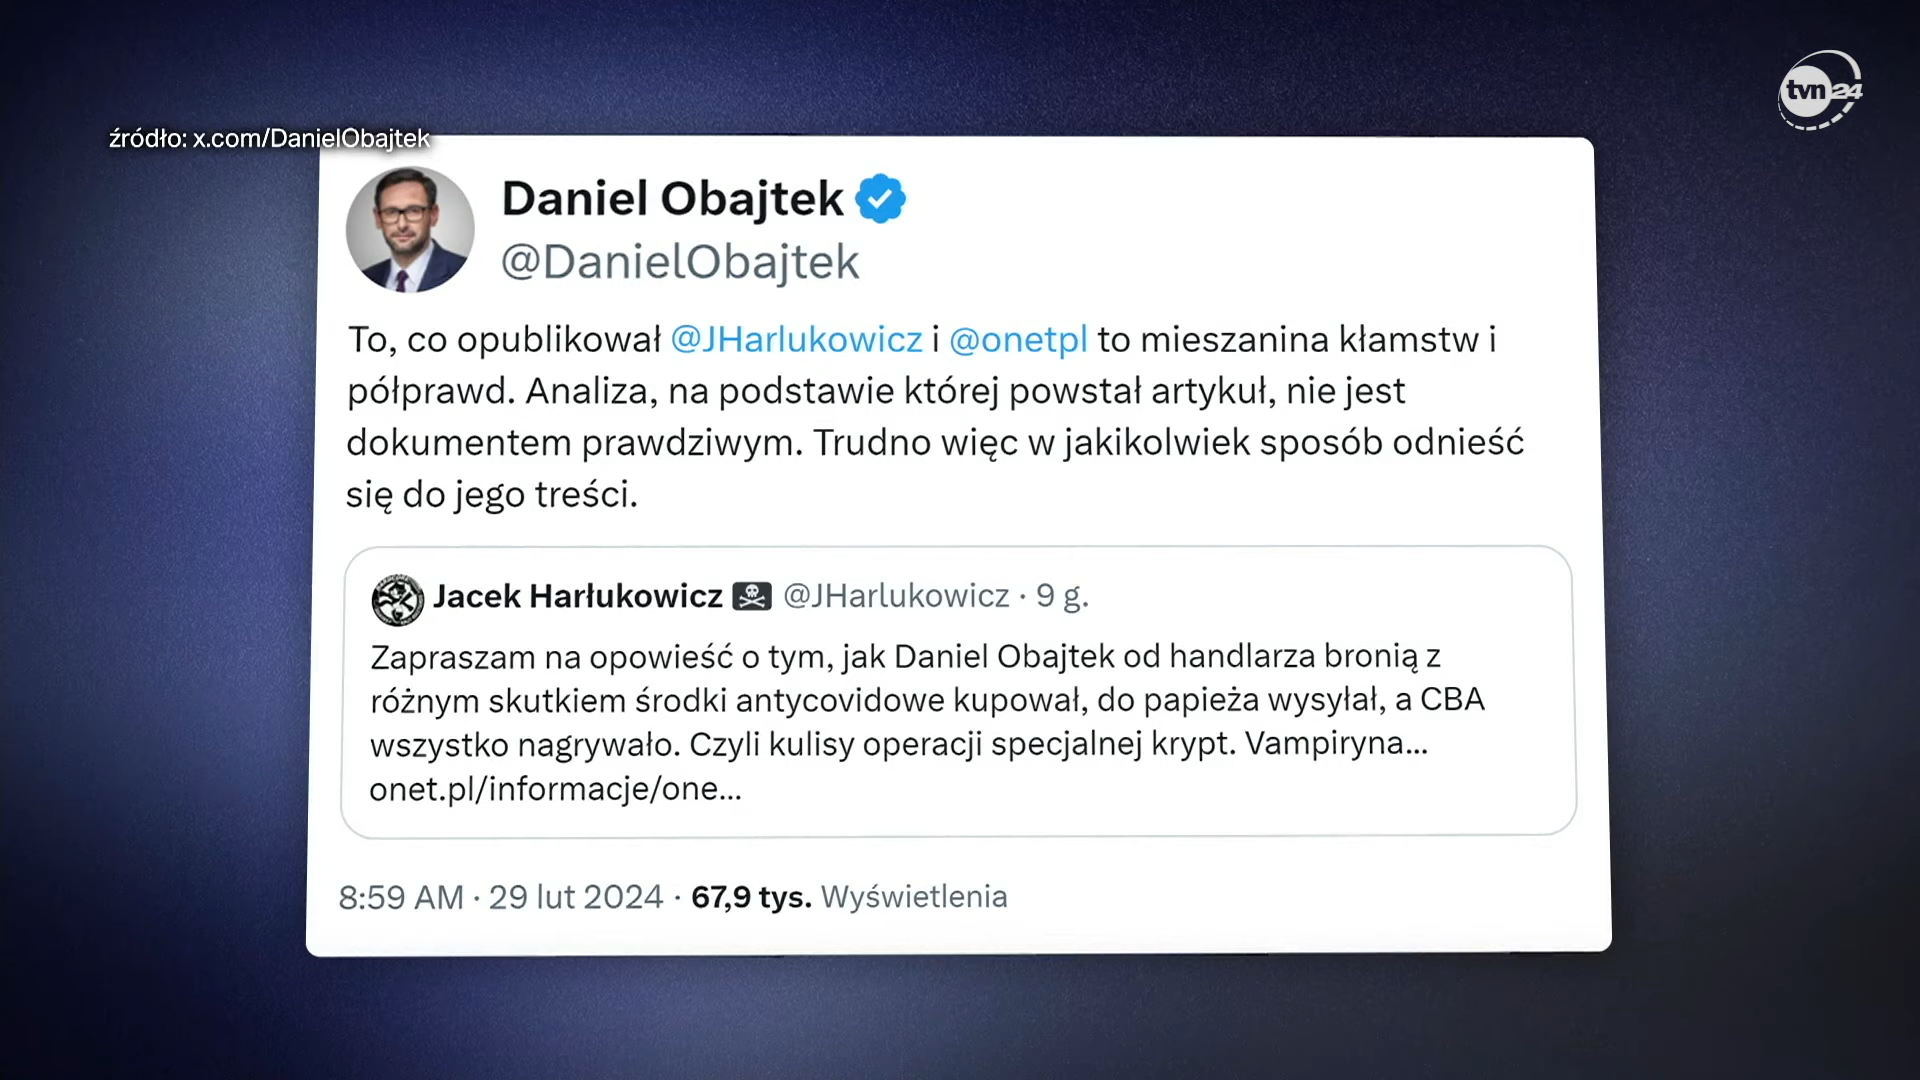 tvn24
źródło: x.com/DanielObajtek
Daniel Obajtek
@DanielObajtek
To, co opublikował @JHarlukowicz i @onetpl to mieszanina kłamstw i
półprawd. Analiza, na podstawie której powstał artykuł, nie jest
dokumentem prawdziwym. Trudno więc w jakikolwiek sposób odnieść
się do jego treści.
Jacek Harłukowicz ☠ @JHarlukowicz · 9 g.
Zapraszam na opowieść o tym, jak Daniel Obajtek od handlarza bronią z
różnym skutkiem środki antycovidowe kupował, do papieża wysyłał, a CBA
wszystko nagrywało. Czyli kulisy operacji specjalnej krypt. Vampiryna...
onet.pl/informacje/one...
8:59 AM · 29 lut 2024 · 67,9 tys. Wyświetlenia